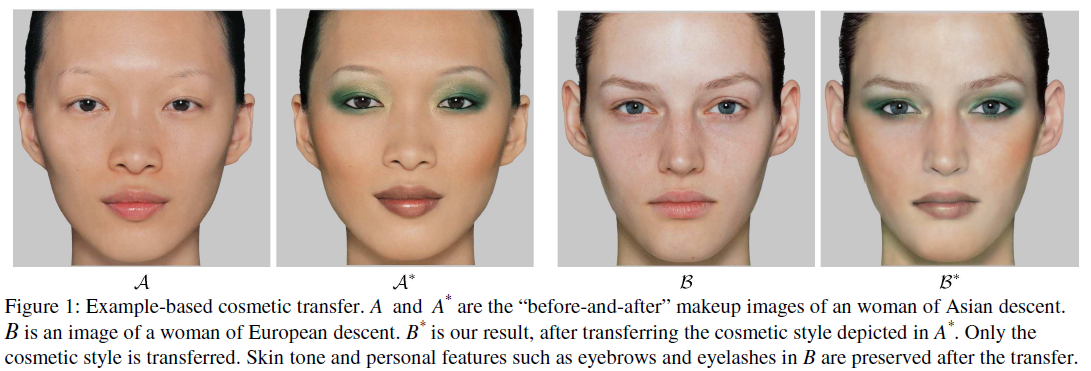 𝒜 𝒜* ℬ ℬ*
Figure 1: Example-based cosmetic transfer. A and A* are the “before-and-after” makeup images of an woman of Asian descent.
B is an image of a woman of European descent. B* is our result, after transferring the cosmetic style depicted in A*. Only the
cosmetic style is transferred. Skin tone and personal features such as eyebrows and eyelashes in B are preserved after the transfer.